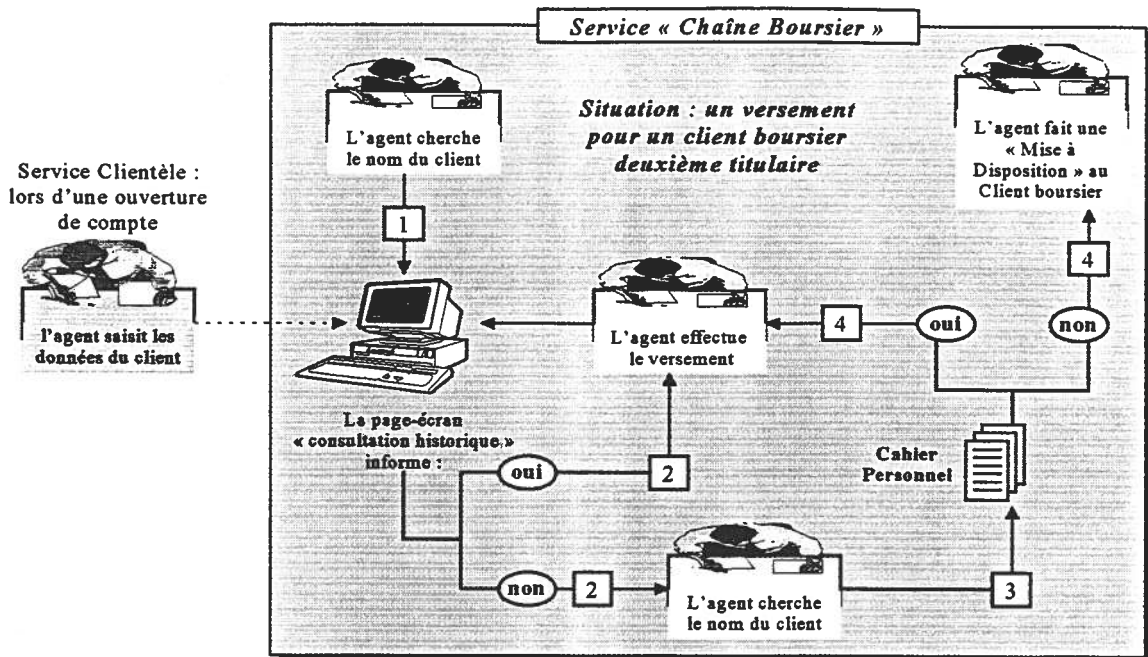 Service « Chaîne Boursier »
L'agent cherche
le nom du client
Situation : un versement
pour un client boursier
deuxième titulaire
L'agent fait une
« Mise à
Disposition » au
Client boursier
Service Clientèle :
lors d'une ouverture
de compte
l'agent saisit les
données du client
1
L'agent effectue
le versement
4
oui
non
4
La page-écran
« consultation historique »
informe :
oui
2
Cahier
Personnel
non
2
L'agent cherche
le nom du client
3